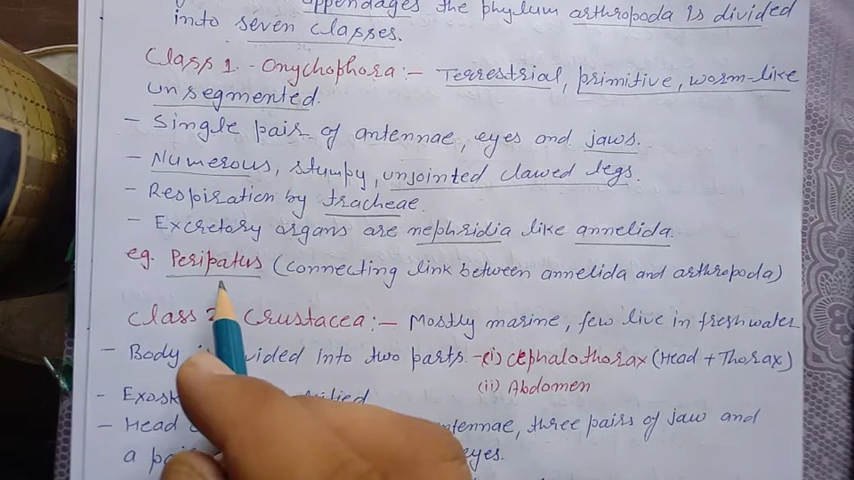 appendages the phylum arthropoda is divided
into seven classes.
Class 1. Onychophora:- Terrestrial, primitive, worm-like
unsegmented.
- Single pair of antennae, eyes and jaws.
- Numerous, stumpy, unjointed clawed legs.
- Respiration by tracheae.
- Excretory organs are nephridia like annelida.
eg. Peripatus (connecting link between annelida and arthropoda)
Class Crustacea:- Mostly marine, few live in freshwater
- Body into two parts -(i) cephalothorax (Head + Thorax)
(ii) Abdomen
- Head three pairs of jaw and
a eyes.